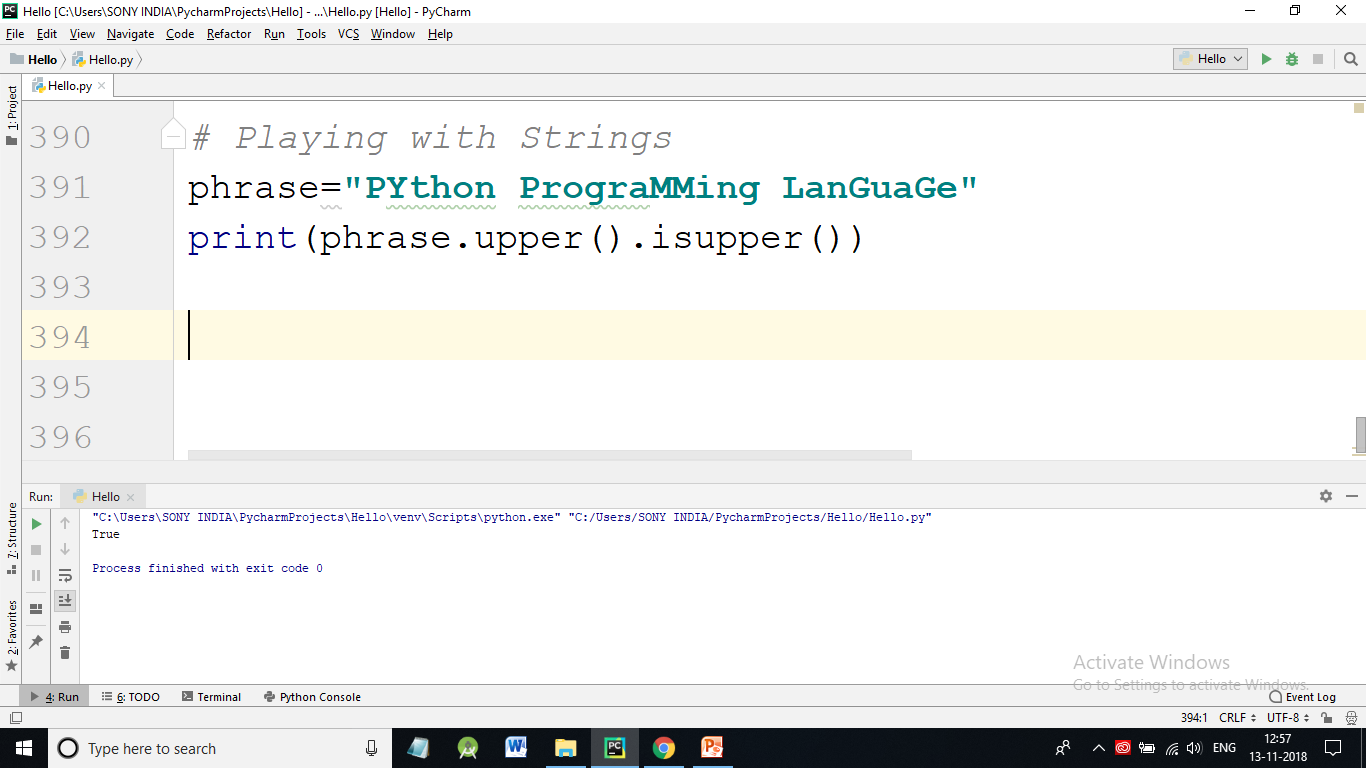 Hello [C:\Users\SONY INDIA\PycharmProjects\Hello] - ...\Hello.py [Hello] - PyCharm
File Edit View Navigate Code Refactor Run Tools VCS Window Help
Hello Hello.py Hello
1: Project
Hello.py
390 # Playing with Strings
391 phrase="PYthon PrograMMing LanGuaGe"
392 print(phrase.upper().isupper())
393
394
395
396
Run: Hello
7: Structure
2: Favorites
"C:\Users\SONY INDIA\PycharmProjects\Hello\venv\Scripts\python.exe" "C:/Users/SONY INDIA/PycharmProjects/Hello/Hello.py"
True
Process finished with exit code 0
Activate Windows
Go to Settings to activate Windows.
4: Run 6: TODO Terminal Python Console Event Log
394:1 CRLF UTF-8
Type here to search ENG 12:57
13-11-2018